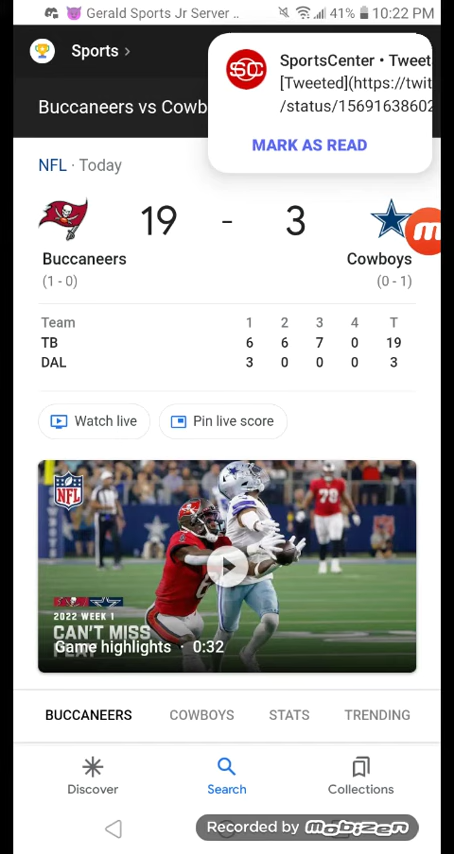 Gerald Sports Jr Server .. 41% 10:22 PM
Sports >
SportsCenter • Tweet
[Tweeted](https://twit
/status/15691638602
MARK AS READ
Buccaneers vs Cowb
NFL · Today
19 - 3
Buccaneers Cowboys
(1 - 0) (0 - 1)
Team 1 2 3 4 T
TB 6 6 7 0 19
DAL 3 0 0 0 3
Watch live Pin live score
NFL
2022 WEEK 1
CAN'T MISS
PLAY
Game highlights · 0:32
BUCCANEERS COWBOYS STATS TRENDING
Discover Search Collections
Recorded by MOBIZEN